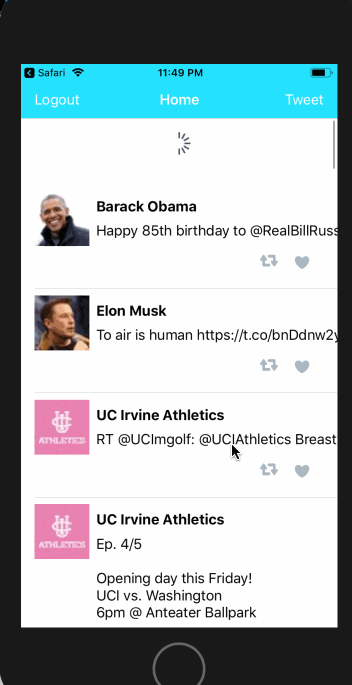 Safari
11:49 PM
Logout
Home
Tweet
Barack Obama
Happy 85th birthday to @RealBillRuss
Elon Musk
To air is human https://t.co/bnDdnw2y
UC Irvine Athletics
RT @UCImgolf: @UCIAthletics Breast
ATHLETICS
UC Irvine Athletics
Ep. 4/5
ATHLETICS
Opening day this Friday!
UCI vs. Washington
6pm @ Anteater Ballpark